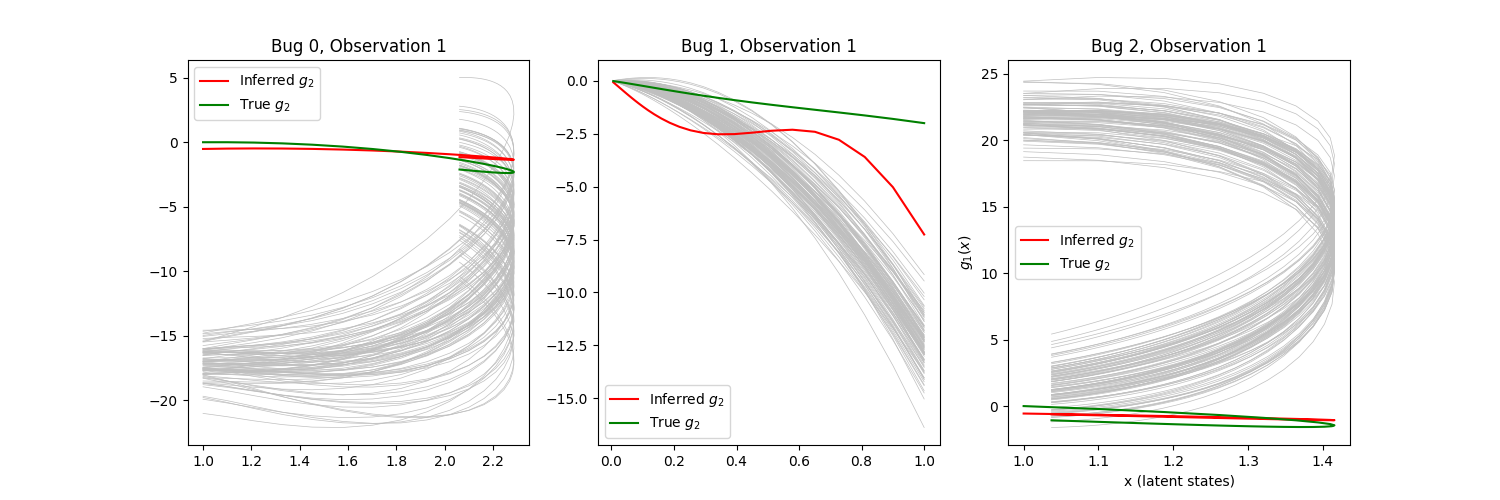 Bug 0, Observation 1
Inferred g₂
True g₂
5
0
−5
−10
−15
−20
1.0 1.2 1.4 1.6 1.8 2.0 2.2
Bug 1, Observation 1
0.0
−2.5
−5.0
−7.5
−10.0
−12.5
−15.0
Inferred g₂
True g₂
0.0 0.2 0.4 0.6 0.8 1.0
Bug 2, Observation 1
25
20
15
10
5
0
g₁(x)
Inferred g₂
True g₂
1.0 1.1 1.2 1.3 1.4
x (latent states)